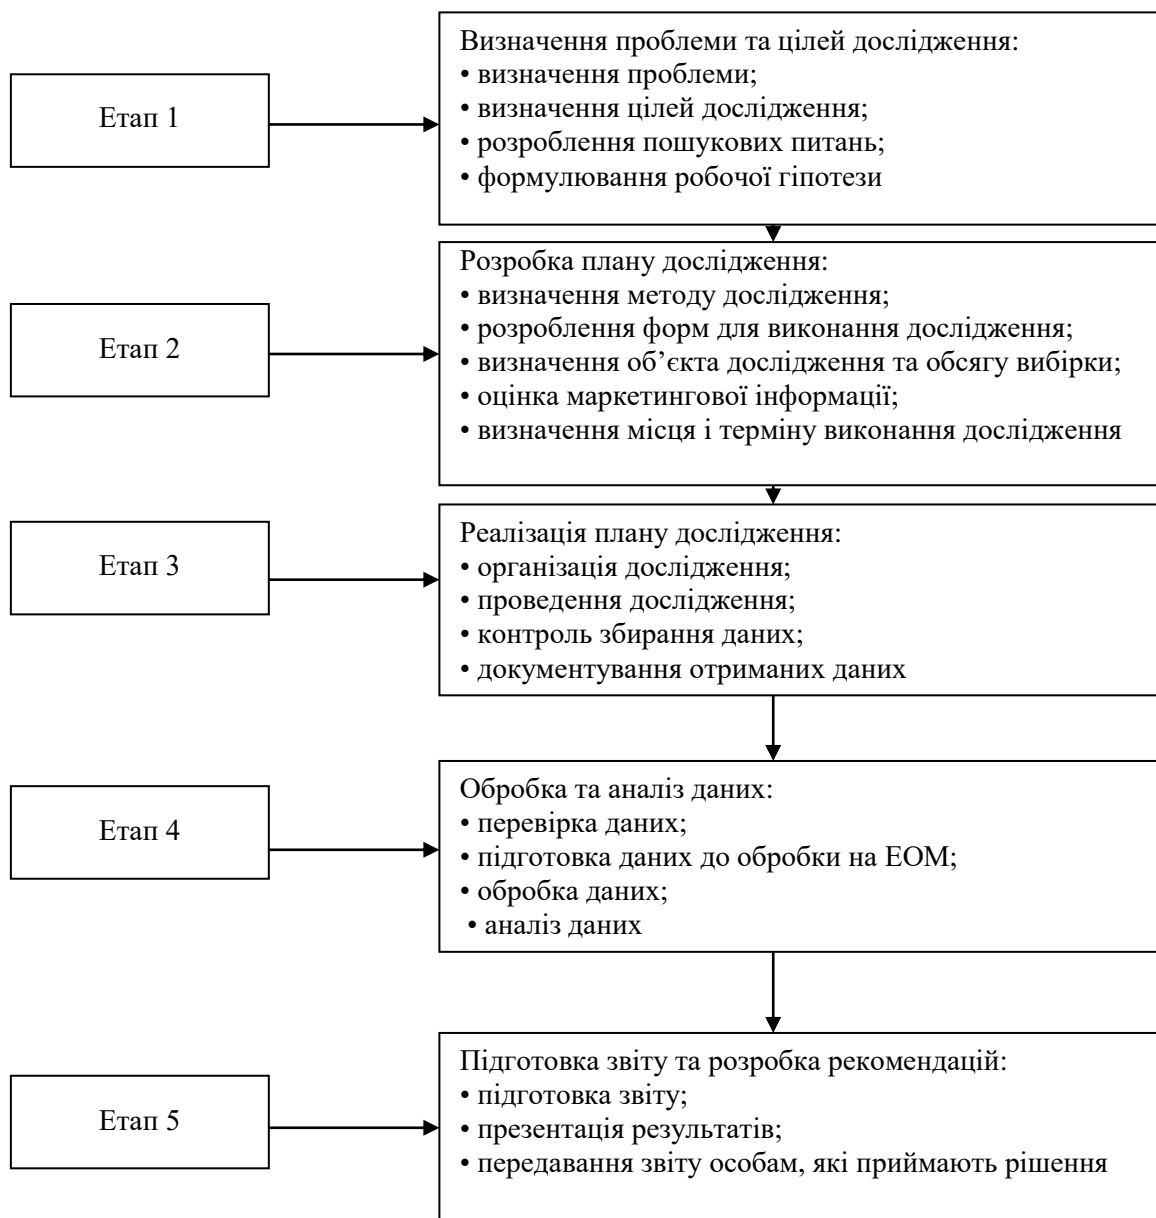 Етап 1
Визначення проблеми та цілей дослідження:
• визначення проблеми;
• визначення цілей дослідження;
• розроблення пошукових питань;
• формулювання робочої гіпотези
Етап 2
Розробка плану дослідження:
• визначення методу дослідження;
• розроблення форм для виконання дослідження;
• визначення об’єкта дослідження та обсягу вибірки;
• оцінка маркетингової інформації;
• визначення місця і терміну виконання дослідження
Етап 3
Реалізація плану дослідження:
• організація дослідження;
• проведення дослідження;
• контроль збирання даних;
• документування отриманих даних
Етап 4
Обробка та аналіз даних:
• перевірка даних;
• підготовка даних до обробки на ЕОМ;
• обробка даних;
• аналіз даних
Етап 5
Підготовка звіту та розробка рекомендацій:
• підготовка звіту;
• презентація результатів;
• передавання звіту особам, які приймають рішення